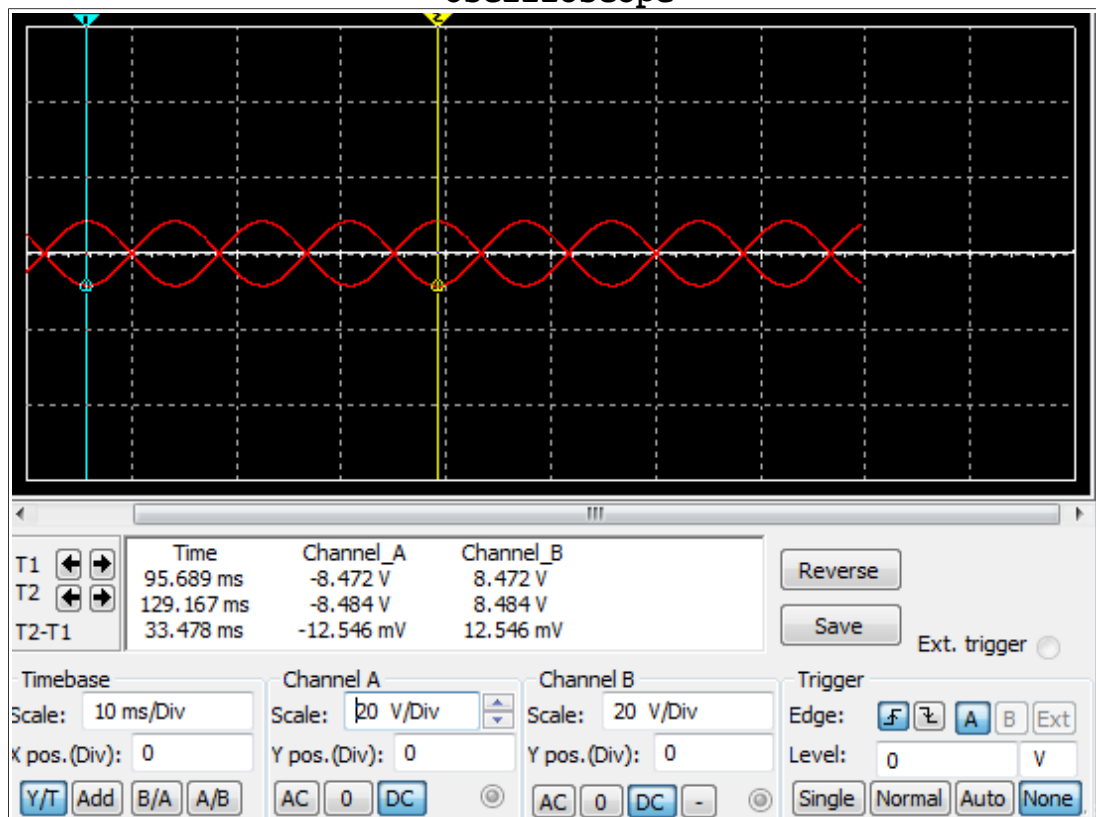 Oscilloscope
1 2
Time Channel_A Channel_B
T1 95.689 ms -8.472 V 8.472 V
T2 129.167 ms -8.484 V 8.484 V
T2-T1 33.478 ms -12.546 mV 12.546 mV
Reverse
Save
Ext. trigger
Timebase
Scale: 10 ms/Div
X pos.(Div): 0
Y/T Add B/A A/B
Channel A
Scale: 20 V/Div
Y pos.(Div): 0
AC 0 DC
Channel B
Scale: 20 V/Div
Y pos.(Div): 0
AC 0 DC -
Trigger
Edge: A B Ext
Level: 0 V
Single Normal Auto None